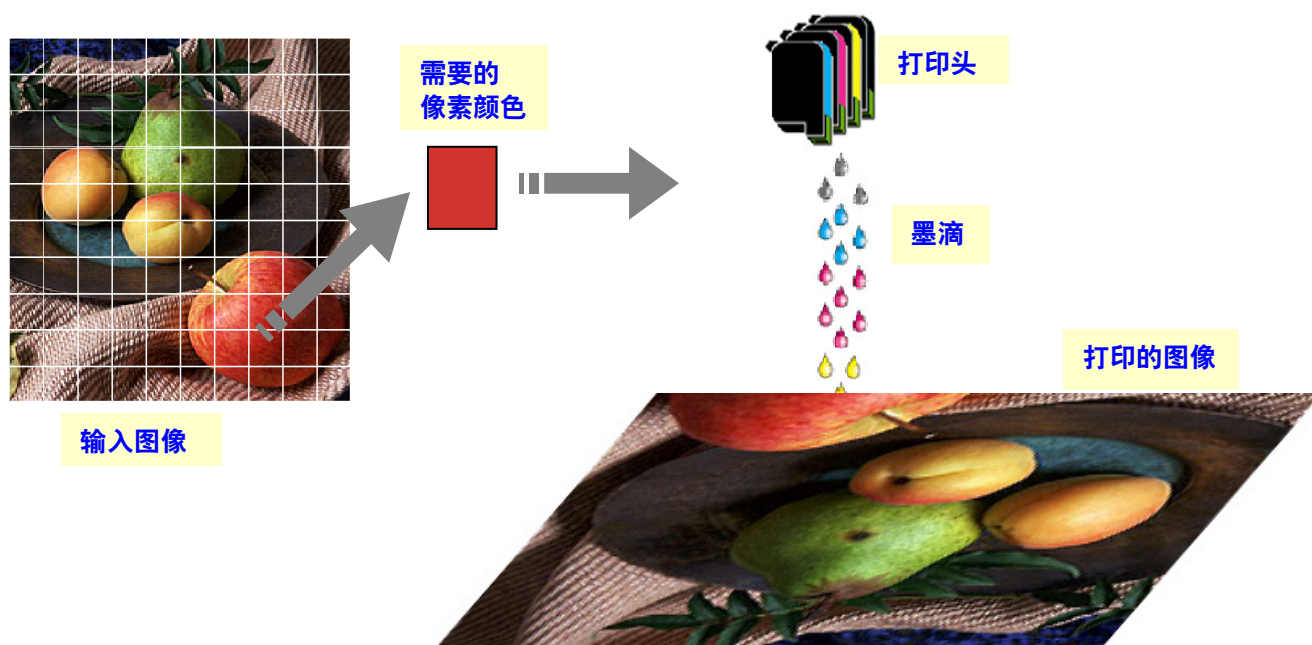 需要的
像素颜色
打印头
墨滴
打印的图像
输入图像